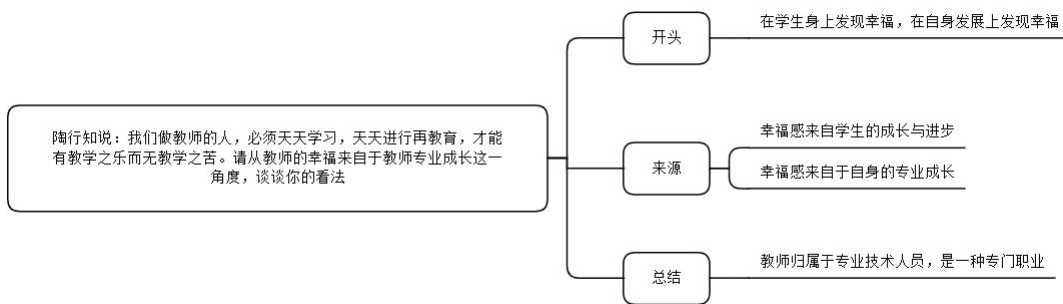 陶行知说：我们做教师的人，必须天天学习，天天进行再教育，才能
有教学之乐而无教学之苦。请从教师的幸福来自于教师专业成长这一
角度，谈谈你的看法
开头
在学生身上发现幸福，在自身发展上发现幸福
来源
幸福感来自学生的成长与进步
幸福感来自于自身的专业成长
总结
教师归属于专业技术人员，是一种专门职业